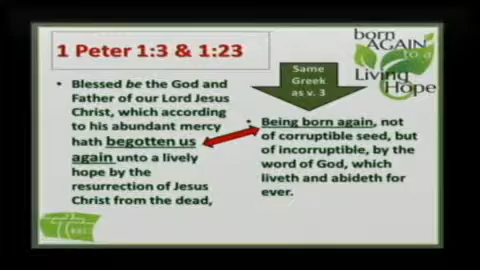 1 Peter 1:3 & 1:23
born
AGAIN to a
Living
Hope
Same
Greek
as v. 3
• Blessed be the God and
Father of our Lord Jesus
Christ, which according
to his abundant mercy
hath begotten us
again unto a lively
hope by the
resurrection of Jesus
Christ from the dead,
• Being born again, not
of corruptible seed, but
of incorruptible, by the
word of God, which
liveth and abideth for
ever.